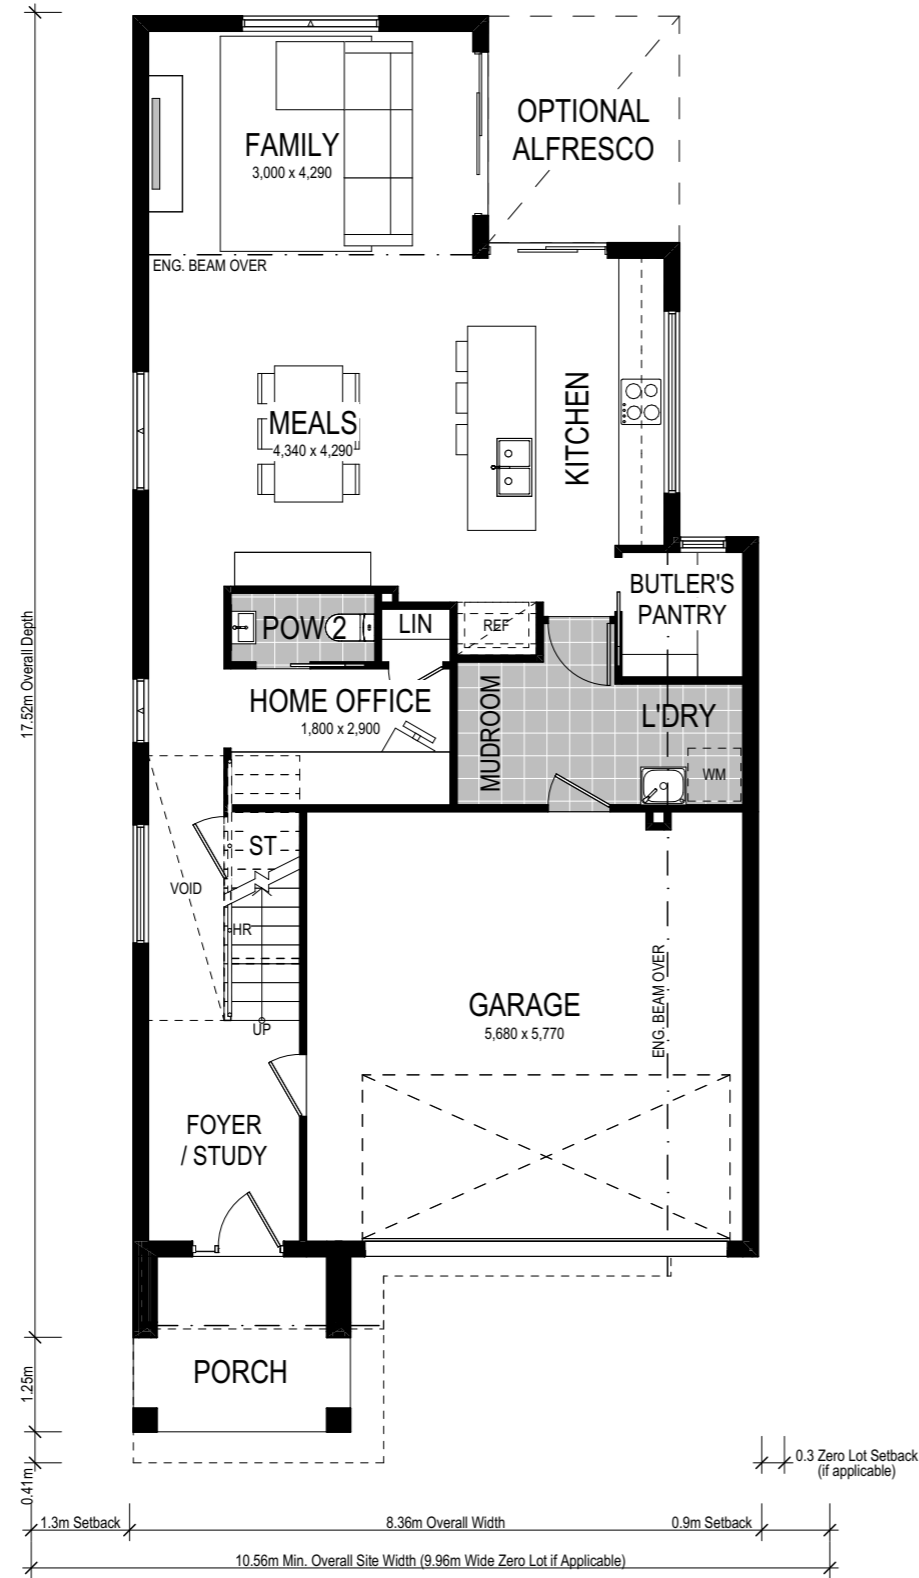 OPTIONAL
ALFRESCO
FAMILY
3,000 x 4,290
ENG. BEAM OVER
MEALS
4,340 x 4,290
KITCHEN
BUTLER'S
PANTRY
POW 2
LIN
REF
HOME OFFICE
1,800 x 2,900
MUDROOM
L'DRY
WM
17.52m Overall Depth
ST
VOID
HR
UP
GARAGE
5,680 x 5,770
ENG. BEAM OVER
FOYER
/ STUDY
PORCH
1.25m
0.41m
0.3 Zero Lot Setback
(if applicable)
1.3m Setback
8.36m Overall Width
0.9m Setback
10.56m Min. Overall Site Width (9.96m Wide Zero Lot if Applicable)